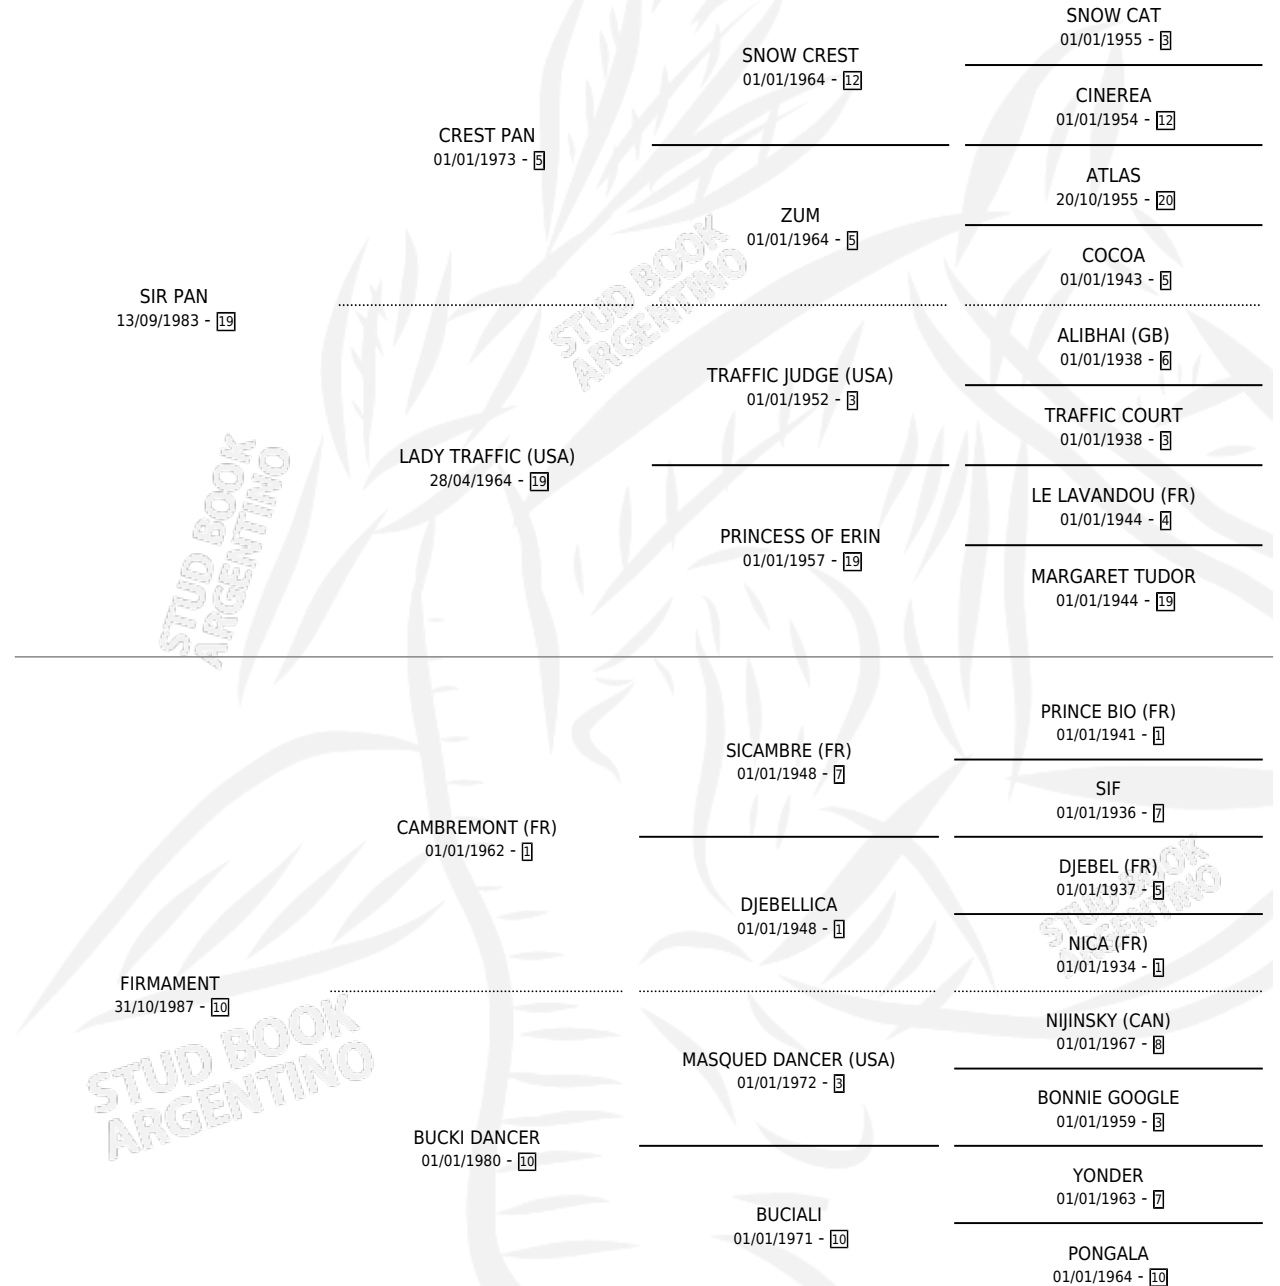 SNOW CAT
01/01/1955 - 3
SNOW CREST
01/01/1964 - 12
CINEREA
01/01/1954 - 12
CREST PAN
01/01/1973 - 5
ATLAS
20/10/1955 - 20
ZUM
01/01/1964 - 5
COCOA
01/01/1943 - 5
SIR PAN
13/09/1983 - 19
ALIBHAI (GB)
01/01/1938 - 6
TRAFFIC JUDGE (USA)
01/01/1952 - 3
TRAFFIC COURT
01/01/1938 - 3
LADY TRAFFIC (USA)
28/04/1964 - 19
LE LAVANDOU (FR)
01/01/1944 - 4
PRINCESS OF ERIN
01/01/1957 - 19
MARGARET TUDOR
01/01/1944 - 19
STUD BOOK
ARGENTINO
STUD BOOK
ARGENTINO
PRINCE BIO (FR)
01/01/1941 - 1
SICAMBRE (FR)
01/01/1948 - 7
SIF
01/01/1936 - 7
CAMBREMONT (FR)
01/01/1962 - 1
DJEBEL (FR)
01/01/1937 - 5
DJEBELLICA
01/01/1948 - 1
NICA (FR)
01/01/1934 - 1
FIRMAMENT
31/10/1987 - 10
NIJINSKY (CAN)
01/01/1967 - 8
MASQUED DANCER (USA)
01/01/1972 - 3
BONNIE GOOGLE
01/01/1959 - 3
BUCKI DANCER
01/01/1980 - 10
YONDER
01/01/1963 - 7
BUCIALI
01/01/1971 - 10
PONGALA
01/01/1964 - 10
STUD BOOK
ARGENTINO
STUD BOOK
ARGENTINO